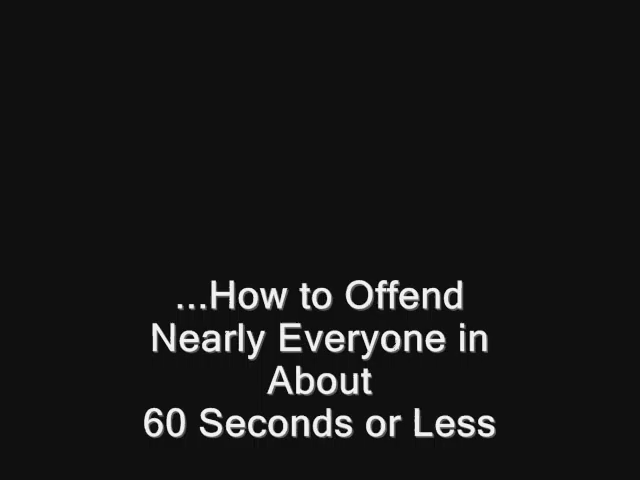 ...How to Offend
Nearly Everyone in
About
60 Seconds or Less